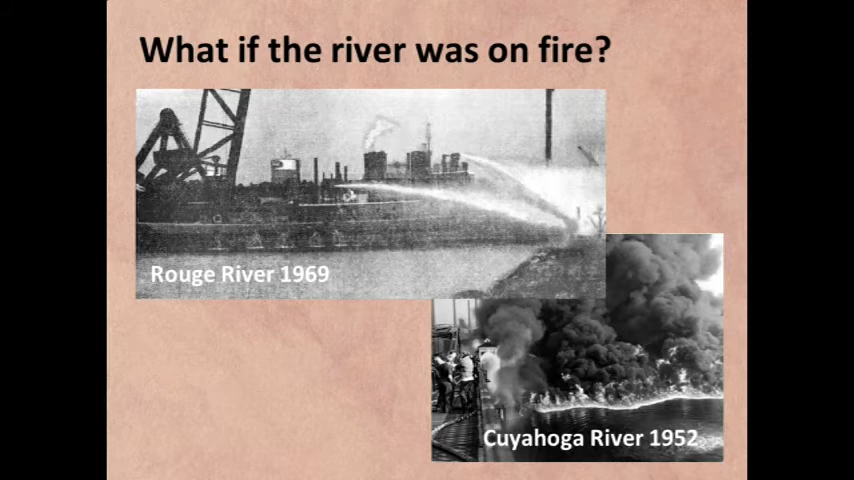 What if the river was on fire?
Rouge River 1969
Cuyahoga River 1952